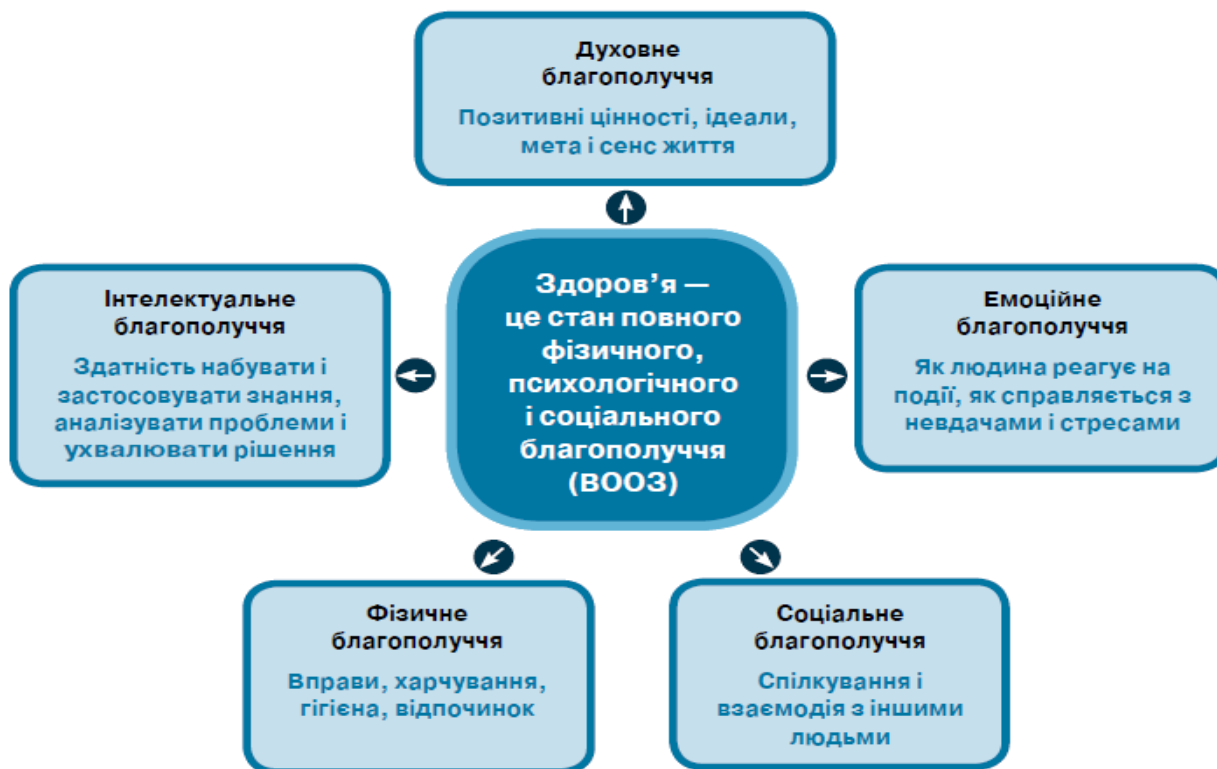 Духовне
благополуччя
Позитивні цінності, ідеали,
мета і сенс життя
Інтелектуальне
благополуччя
Здатність набувати і
застосовувати знання,
аналізувати проблеми і
ухвалювати рішення
Здоров’я —
це стан повного
фізичного,
психологічного
і соціального
благополуччя
(ВООЗ)
Емоційне
благополуччя
Як людина реагує на
події, як справляється з
невдачами і стресами
Фізичне
благополуччя
Вправи, харчування,
гігієна, відпочинок
Соціальне
благополуччя
Спілкування і
взаємодія з іншими
людьми